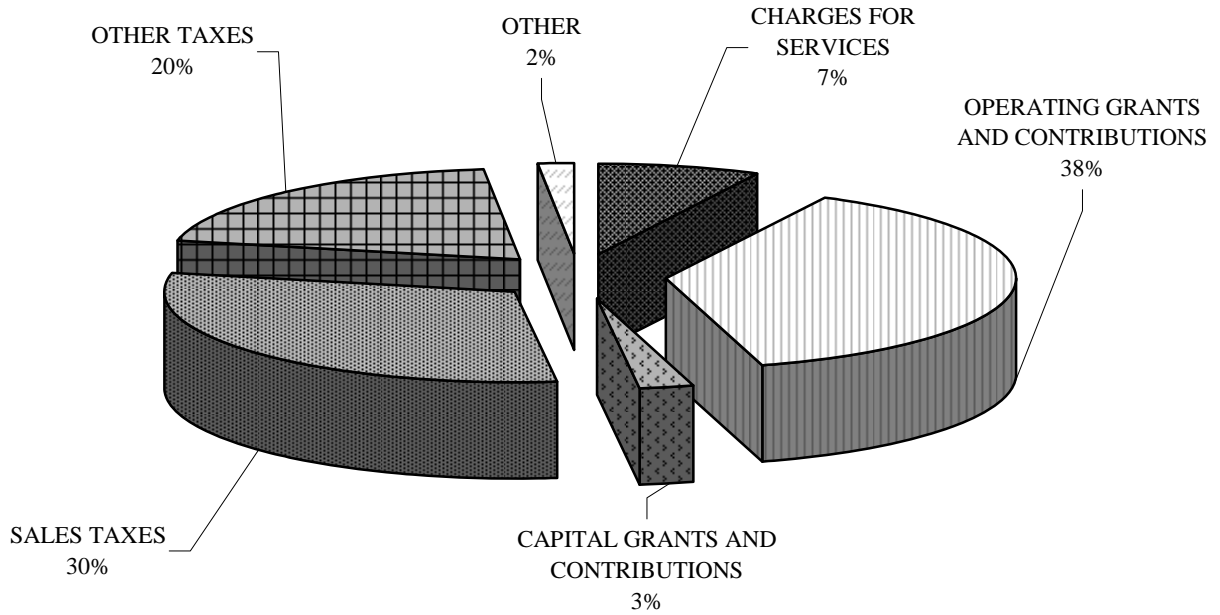 OTHER TAXES
20%
OTHER
2%
CHARGES FOR
SERVICES
7%
OPERATING GRANTS
AND CONTRIBUTIONS
38%
SALES TAXES
30%
CAPITAL GRANTS AND
CONTRIBUTIONS
3%